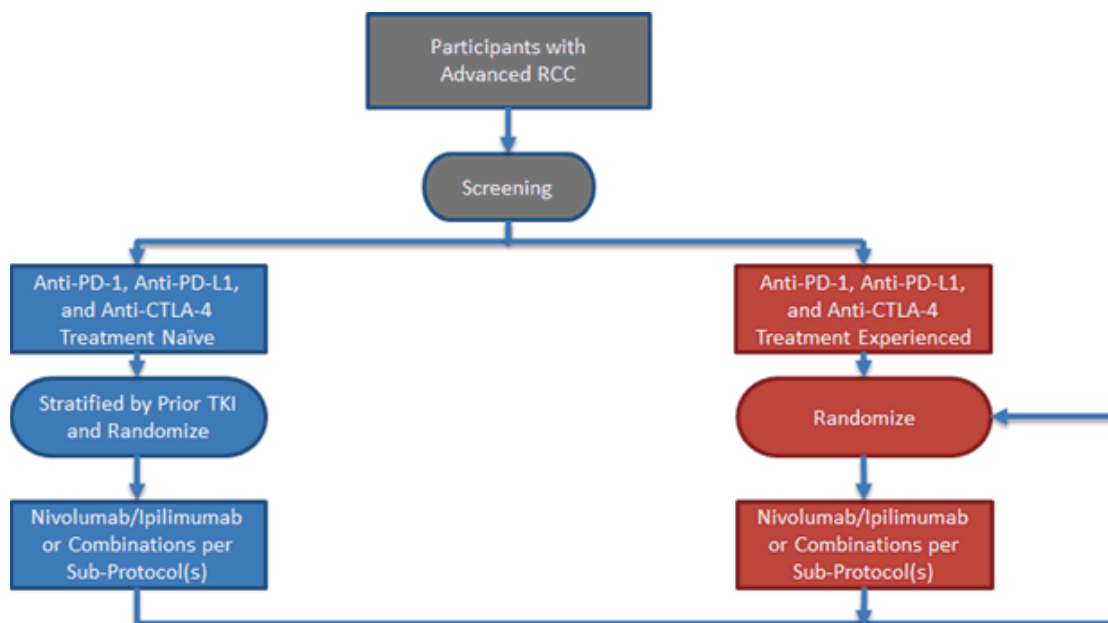 Participants with
Advanced RCC
Screening
Anti-PD-1, Anti-PD-L1,
and Anti-CTLA-4
Treatment Naïve
Anti-PD-1, Anti-PD-L1,
and Anti-CTLA-4
Treatment Experienced
Stratified by Prior TKI
and Randomize
Randomize
Nivolumab/Ipilimumab
or Combinations per
Sub-Protocol(s)
Nivolumab/Ipilimumab
or Combinations per
Sub-Protocol(s)